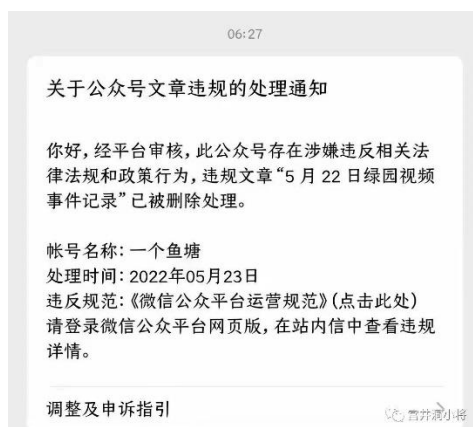 06:27
关于公众号文章违规的处理通知
你好，经平台审核，此公众号存在涉嫌违反相关法
律法规和政策行为，违规文章“5 月 22 日绿园视频
事件记录”已被删除处理。
帐号名称：一个鱼塘
处理时间：2022年05月23日
违反规范：《微信公众平台运营规范》（点击此处）
请登录微信公众平台网页版，在站内信中查看违规
详情。
调整及申诉指引
营井洞小将